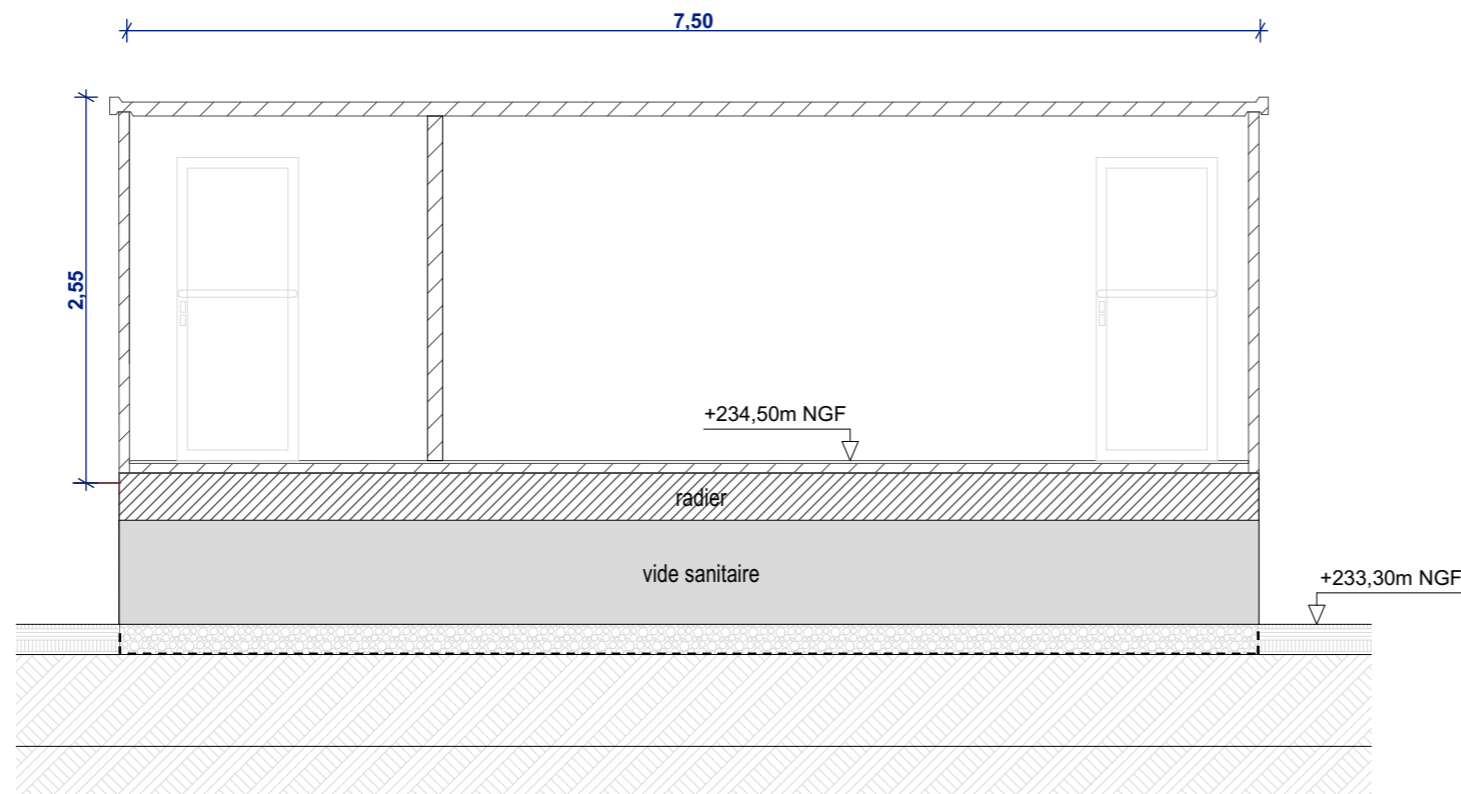 7,50
2,55
+234,50m NGF
radier
vide sanitaire
+233,30m NGF